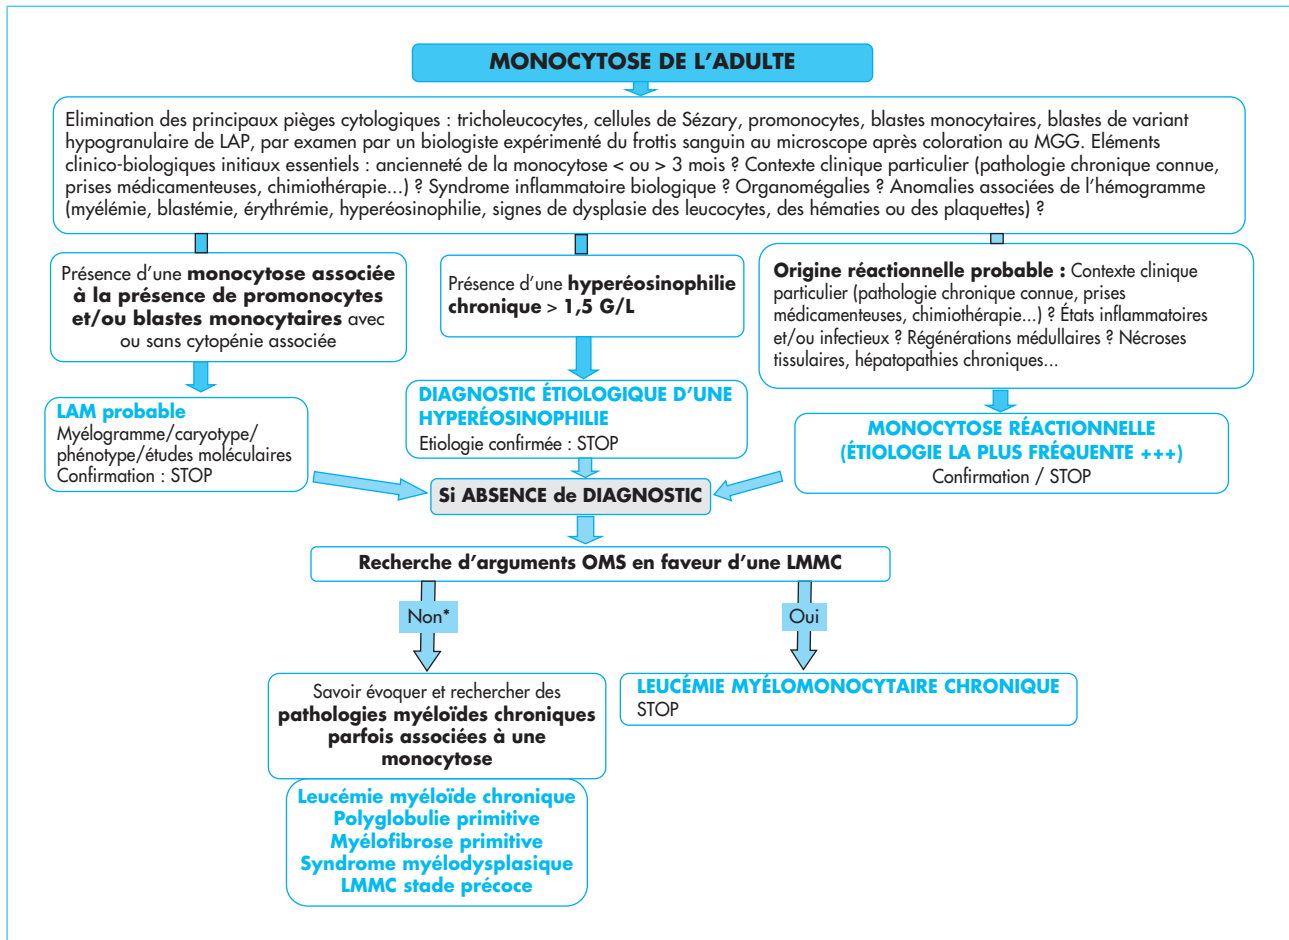 MONOCYTOSE DE L'ADULTE
Elimination des principaux pièges cytologiques : tricholeucocytes, cellules de Sézary, promonocytes, blastes monocytaires, blastes de variant
hypogranulaire de LAP, par examen par un biologiste expérimenté du frottis sanguin au microscope après coloration au MGG. Eléments
clinico-biologiques initiaux essentiels : ancienneté de la monocytose < ou > 3 mois ? Contexte clinique particulier (pathologie chronique connue,
prises médicamenteuses, chimiothérapie...) ? Syndrome inflammatoire biologique ? Organomégalies ? Anomalies associées de l'hémogramme
(myélémie, blastémie, érythrémie, hyperéosinophilie, signes de dysplasie des leucocytes, des hématies ou des plaquettes) ?
Présence d'une monocytose associée
à la présence de promonocytes
et/ou blastes monocytaires avec
ou sans cytopénie associée
Présence d'une hyperéosinophilie
chronique > 1,5 G/L
Origine réactionnelle probable : Contexte clinique
particulier (pathologie chronique connue, prises
médicamenteuses, chimiothérapie...) ? États inflammatoires
et/ou infectieux ? Régénérations médullaires ? Nécroses
tissulaires, hépatopathies chroniques...
LAM probable
Myélogramme/caryotype/
phénotype/études moléculaires
Confirmation : STOP
DIAGNOSTIC ÉTIOLOGIQUE D'UNE
HYPERÉOSINOPHILIE
Etiologie confirmée : STOP
MONOCYTOSE RÉACTIONNELLE
(ÉTIOLOGIE LA PLUS FRÉQUENTE +++)
Confirmation / STOP
Si ABSENCE de DIAGNOSTIC
Recherche d'arguments OMS en faveur d'une LMMC
Non*
Oui
Savoir évoquer et rechercher des
pathologies myéloïdes chroniques
parfois associées à une
monocytose
LEUCÉMIE MYÉLOMONOCYTAIRE CHRONIQUE
STOP
Leucémie myéloïde chronique
Polyglobulie primitive
Myélofibrose primitive
Syndrome myélodysplasique
LMMC stade précoce